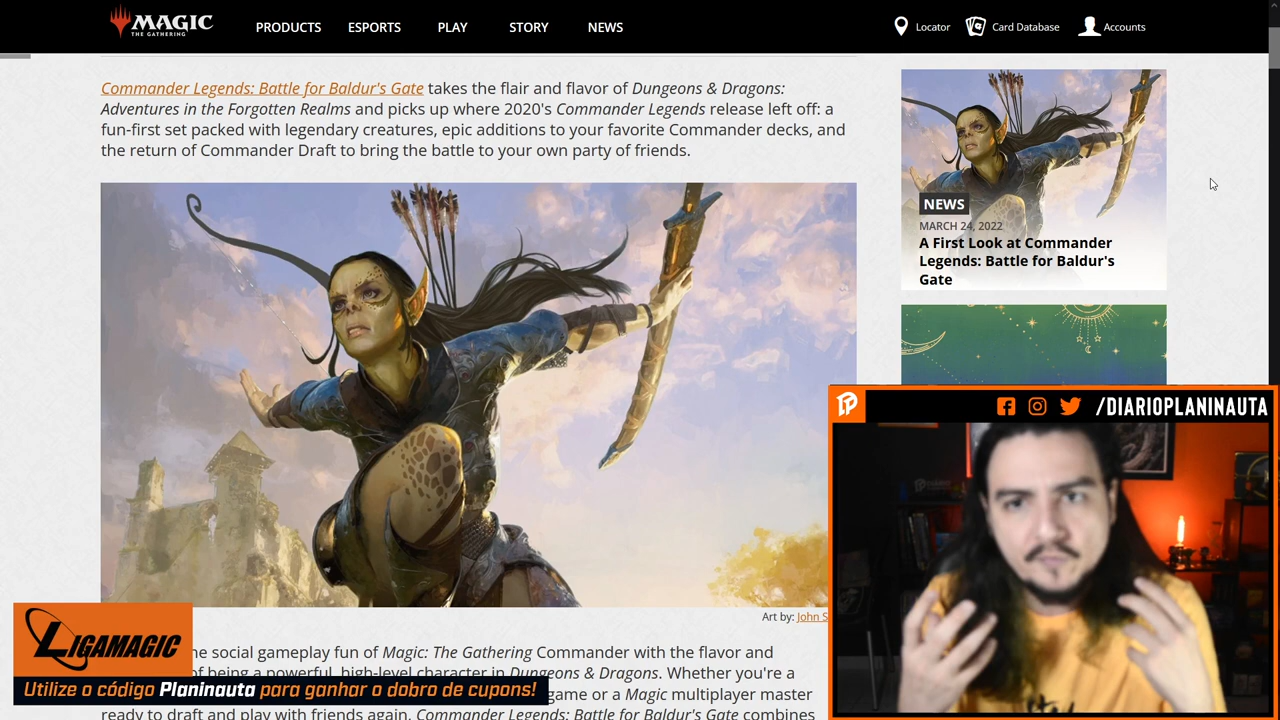 MAGIC
THE GATHERING
PRODUCTS ESPORTS PLAY STORY NEWS
Locator Card Database Accounts
Commander Legends: Battle for Baldur's Gate takes the flair and flavor of Dungeons & Dragons:
Adventures in the Forgotten Realms and picks up where 2020's Commander Legends release left off: a
fun-first set packed with legendary creatures, epic additions to your favorite Commander decks, and
the return of Commander Draft to bring the battle to your own party of friends.
NEWS
MARCH 24, 2022
A First Look at Commander
Legends: Battle for Baldur's
Gate
/DIARIOPLANINAUTA
Art by: John S
LIGAMAGIC
Utilize o código Planinauta para ganhar o dobro de cupons!
he social gameplay fun of Magic: The Gathering Commander with the flavor and
of being a powerful, high-level character in Dungeons & Dragons. Whether you're a
game or a Magic multiplayer master
ready to draft and play with friends again, Commander Legends: Battle for Baldur's Gate combines